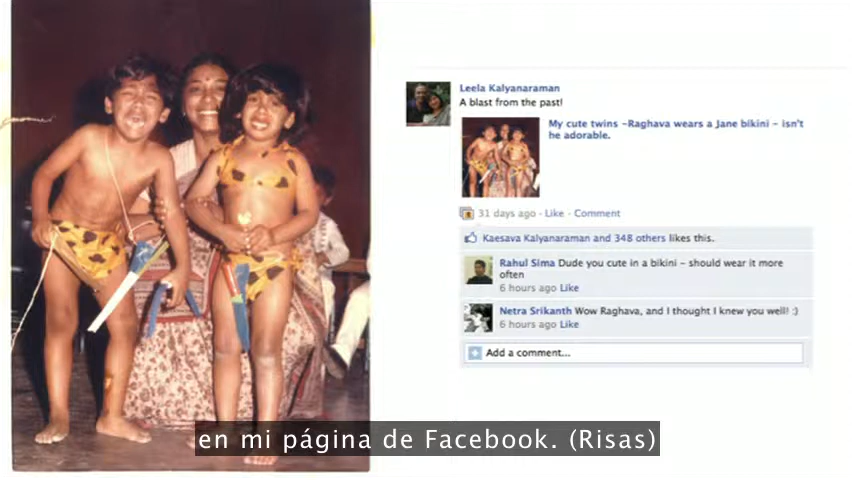 Leela Kalyanaraman
A blast from the past!
My cute twins -Raghava wears a Jane bikini - isn't
he adorable.
31 days ago · Like · Comment
Kaesava Kalyanaraman and 348 others likes this.
Rahul Sima Dude you cute in a bikini - should wear it more
often
6 hours ago Like
Netra Srikanth Wow Raghava, and I thought I knew you well! :)
6 hours ago Like
Add a comment...
en mi página de Facebook. (Risas)